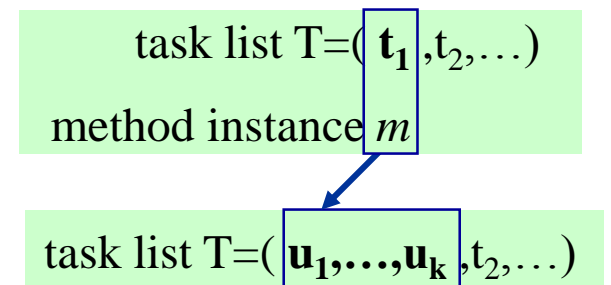 task list T=( t₁ ,t₂,…)
method instance m
task list T=( u₁,…,uₖ ,t₂,…)